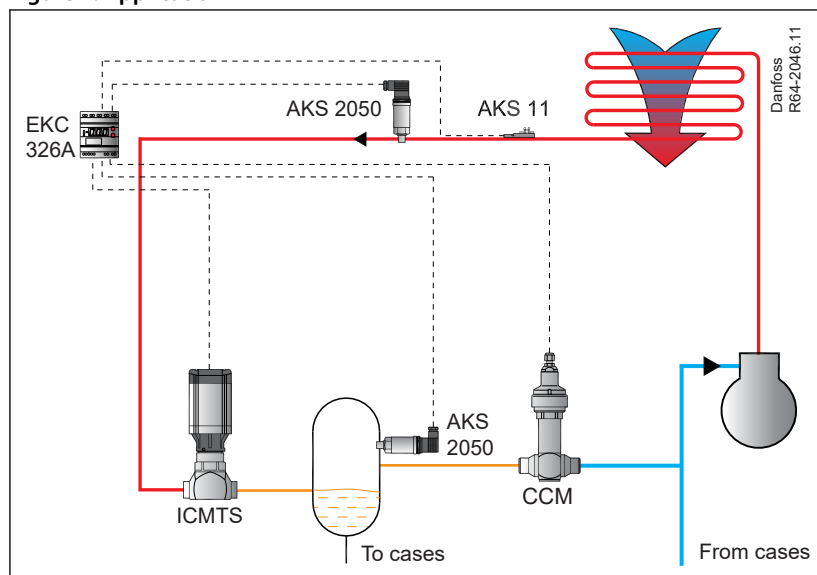 Danfoss
R64-2046.11
AKS 2050
AKS 11
EKC
326A
AKS
2050
ICMTS
CCM
To cases
From cases